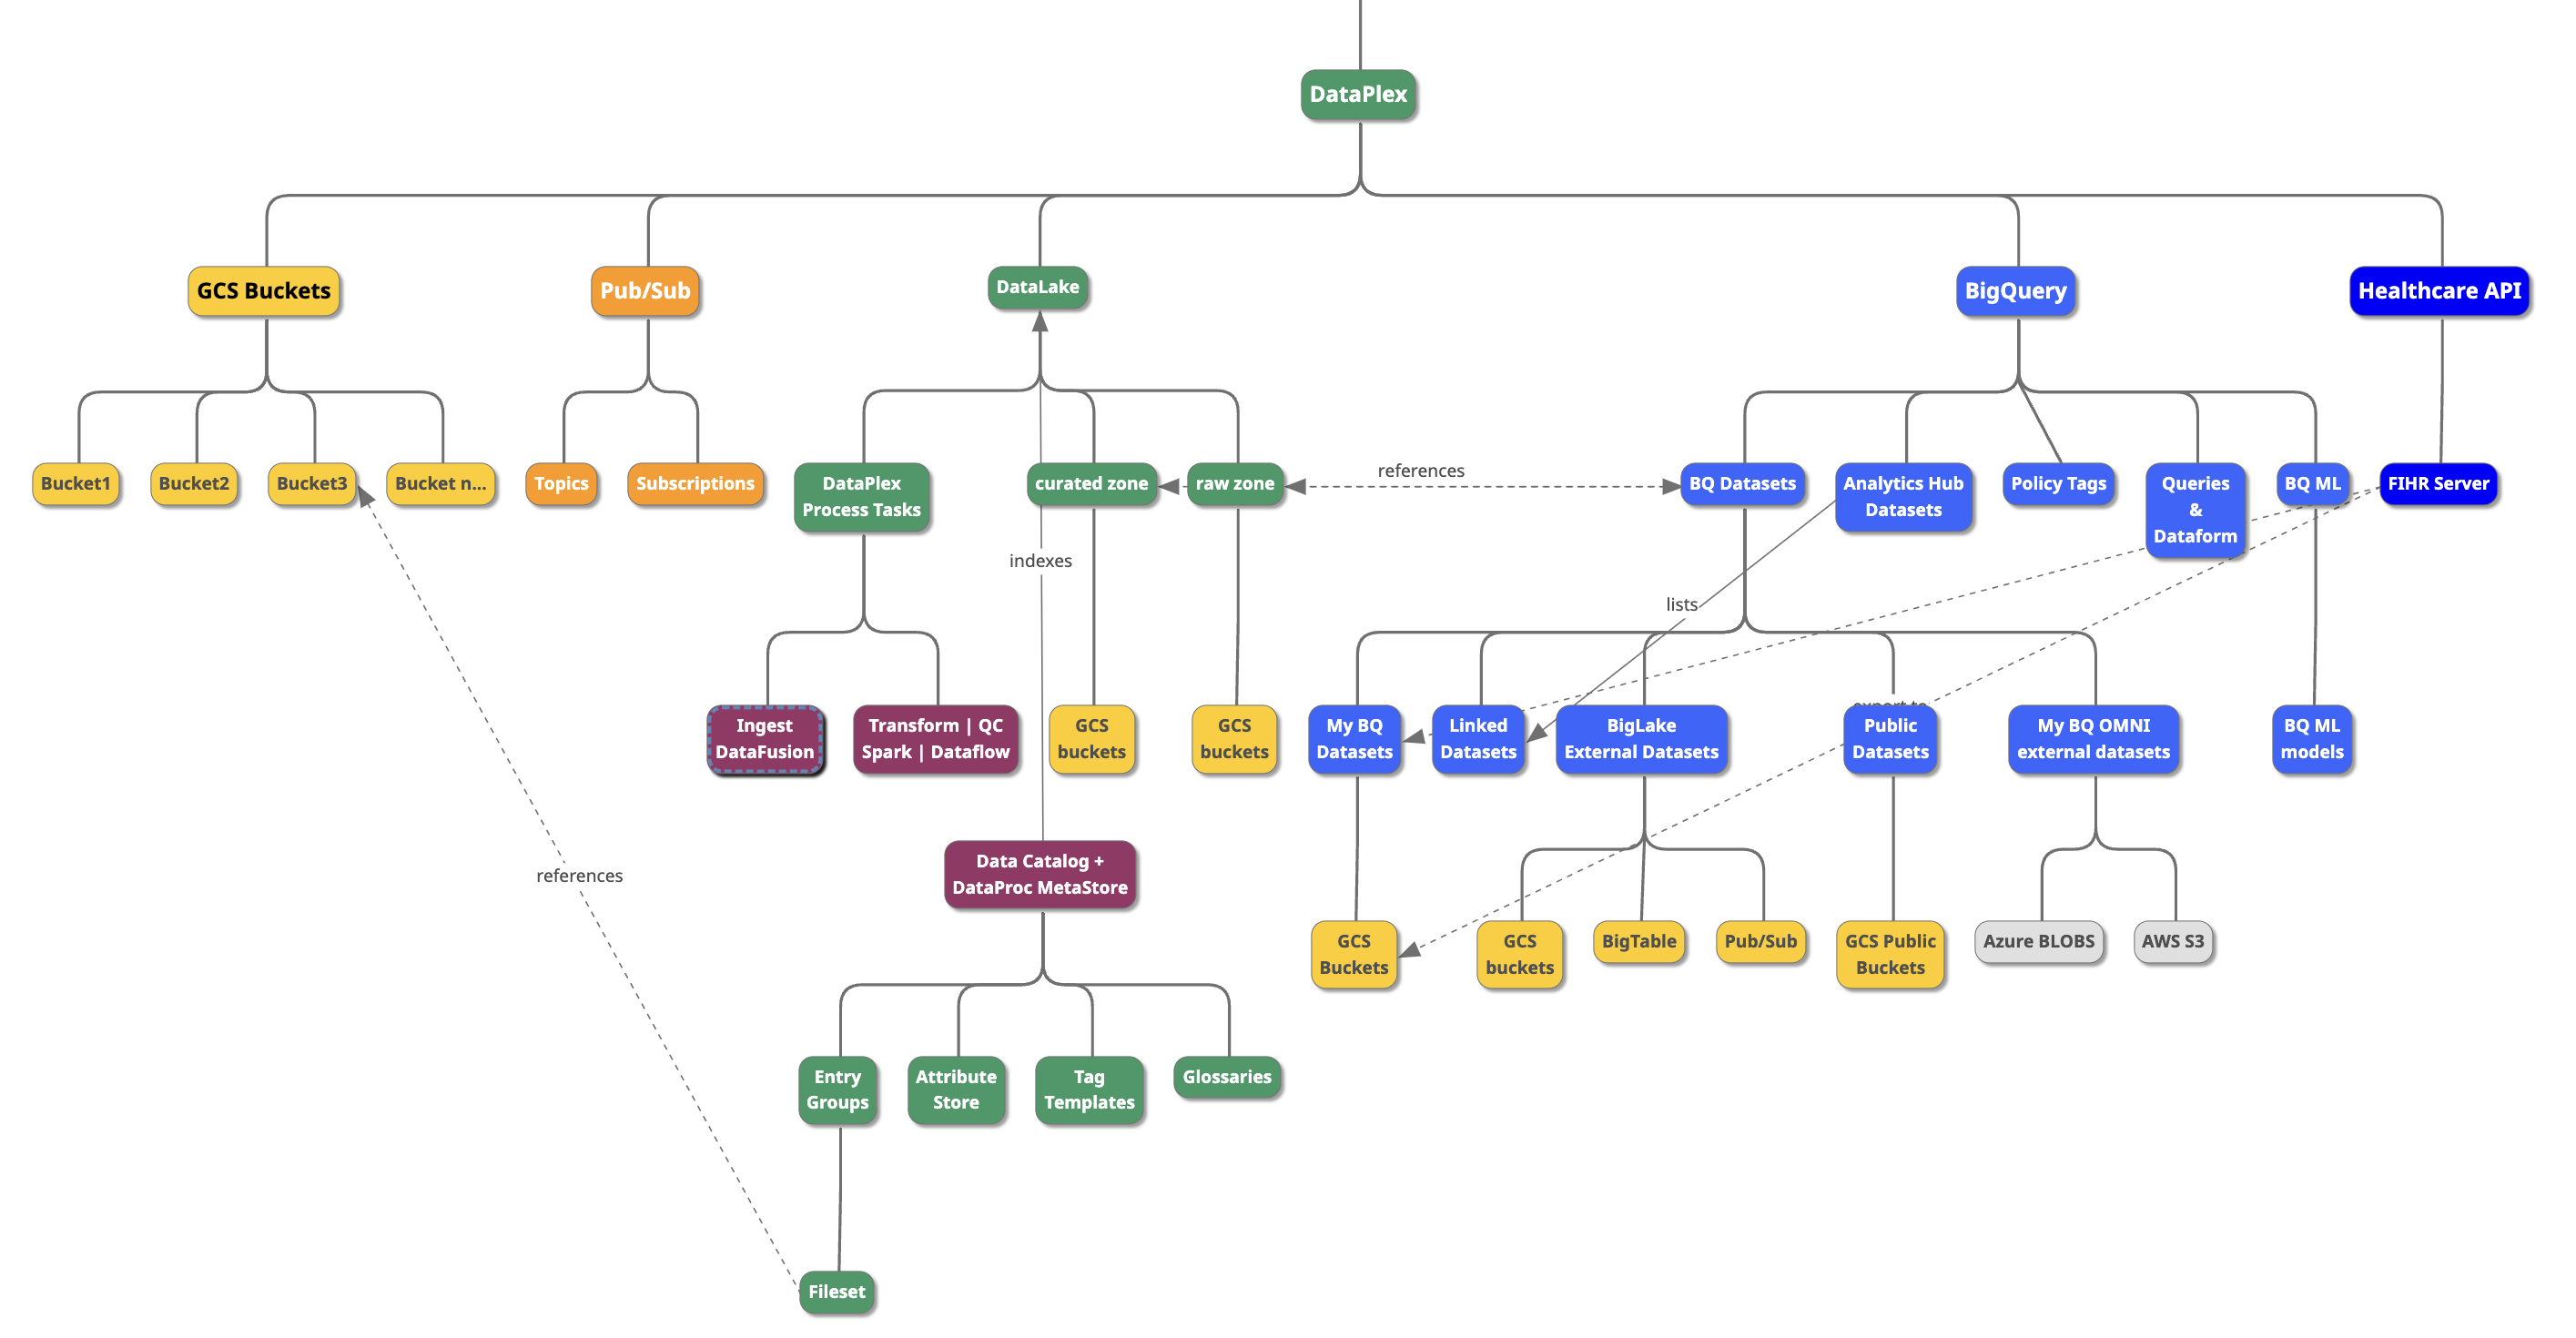 DataPlex
GCS Buckets
Pub/Sub
DataLake
BigQuery
Healthcare API
Bucket1
Bucket2
Bucket3
Bucket n...
Topics
Subscriptions
DataPlex
Process Tasks
curated zone
raw zone
references
BQ Datasets
Analytics Hub
Datasets
Policy Tags
Queries
&
Dataform
BQ ML
FIHR Server
indexes
lists
Ingest
DataFusion
Transform | QC
Spark | Dataflow
GCS
buckets
GCS
buckets
My BQ
Datasets
Linked
Datasets
BigLake
External Datasets
export to
Public
Datasets
My BQ OMNI
external datasets
BQ ML
models
Data Catalog +
DataProc MetaStore
references
GCS
Buckets
GCS
buckets
BigTable
Pub/Sub
GCS Public
Buckets
Azure BLOBS
AWS S3
Entry
Groups
Attribute
Store
Tag
Templates
Glossaries
Fileset